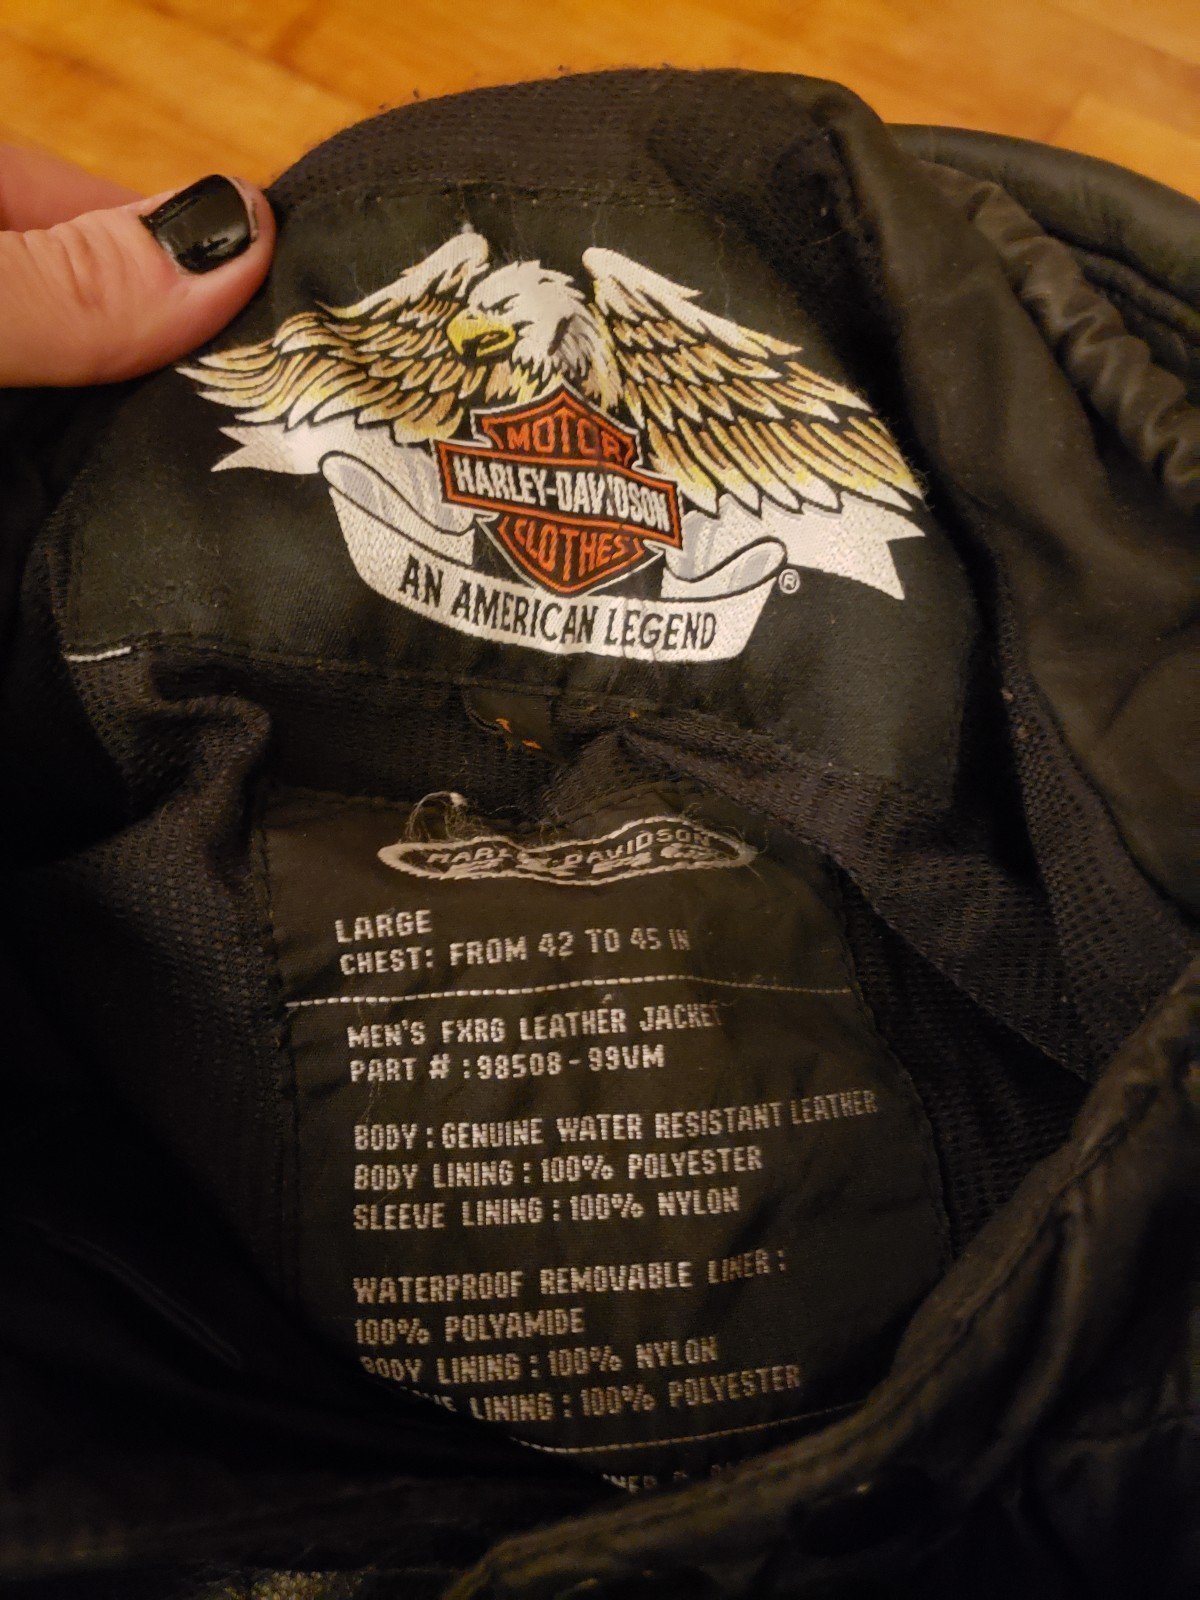 MOTOR
HARLEY-DAVIDSON
CLOTHES
AN AMERICAN LEGEND
®
HARLEY-DAVIDSON
LARGE
CHEST: FROM 42 TO 45 IN
MEN'S FXRG LEATHER JACKET
PART # : 98508-99VM
BODY : GENUINE WATER RESISTANT LEATHER
BODY LINING : 100% POLYESTER
SLEEVE LINING : 100% NYLON
WATERPROOF REMOVABLE LINER :
100% POLYAMIDE
BODY LINING : 100% NYLON
LINING : 100% POLYESTER